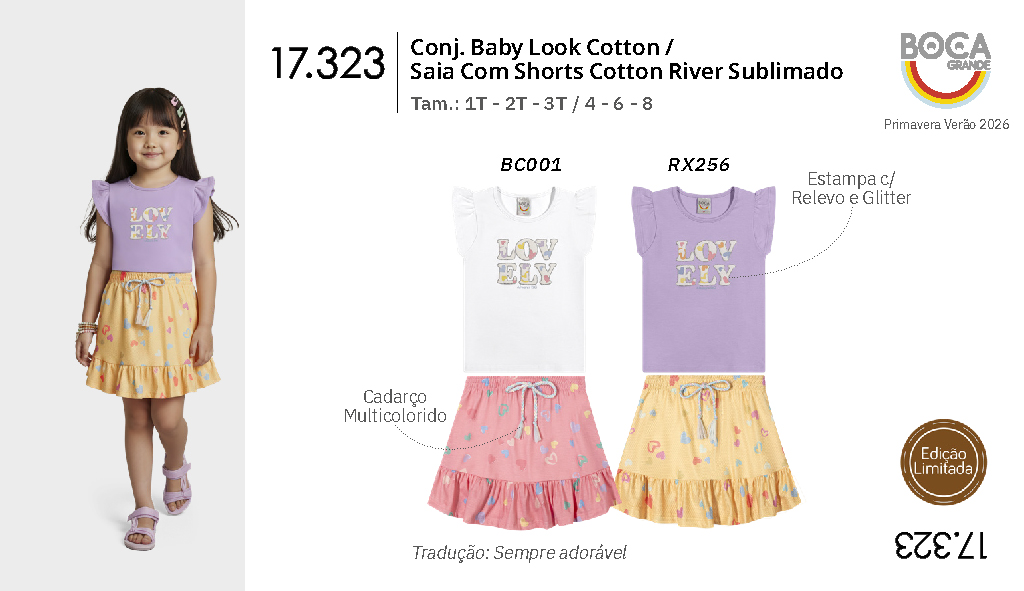 17.323
Conj. Baby Look Cotton /
Saia Com Shorts Cotton River Sublimado
Tam.: 1T - 2T - 3T / 4 - 6 - 8
BOCA
GRANDE
Primavera Verão 2026
BC001
RX256
Estampa c/
Relevo e Glitter
LOV
ELY
BOCA
LOV
ELY
BOCA
LOV
ELY
Cadarço
Multicolorido
Edição
Limitada
17.323
Tradução: Sempre adorável